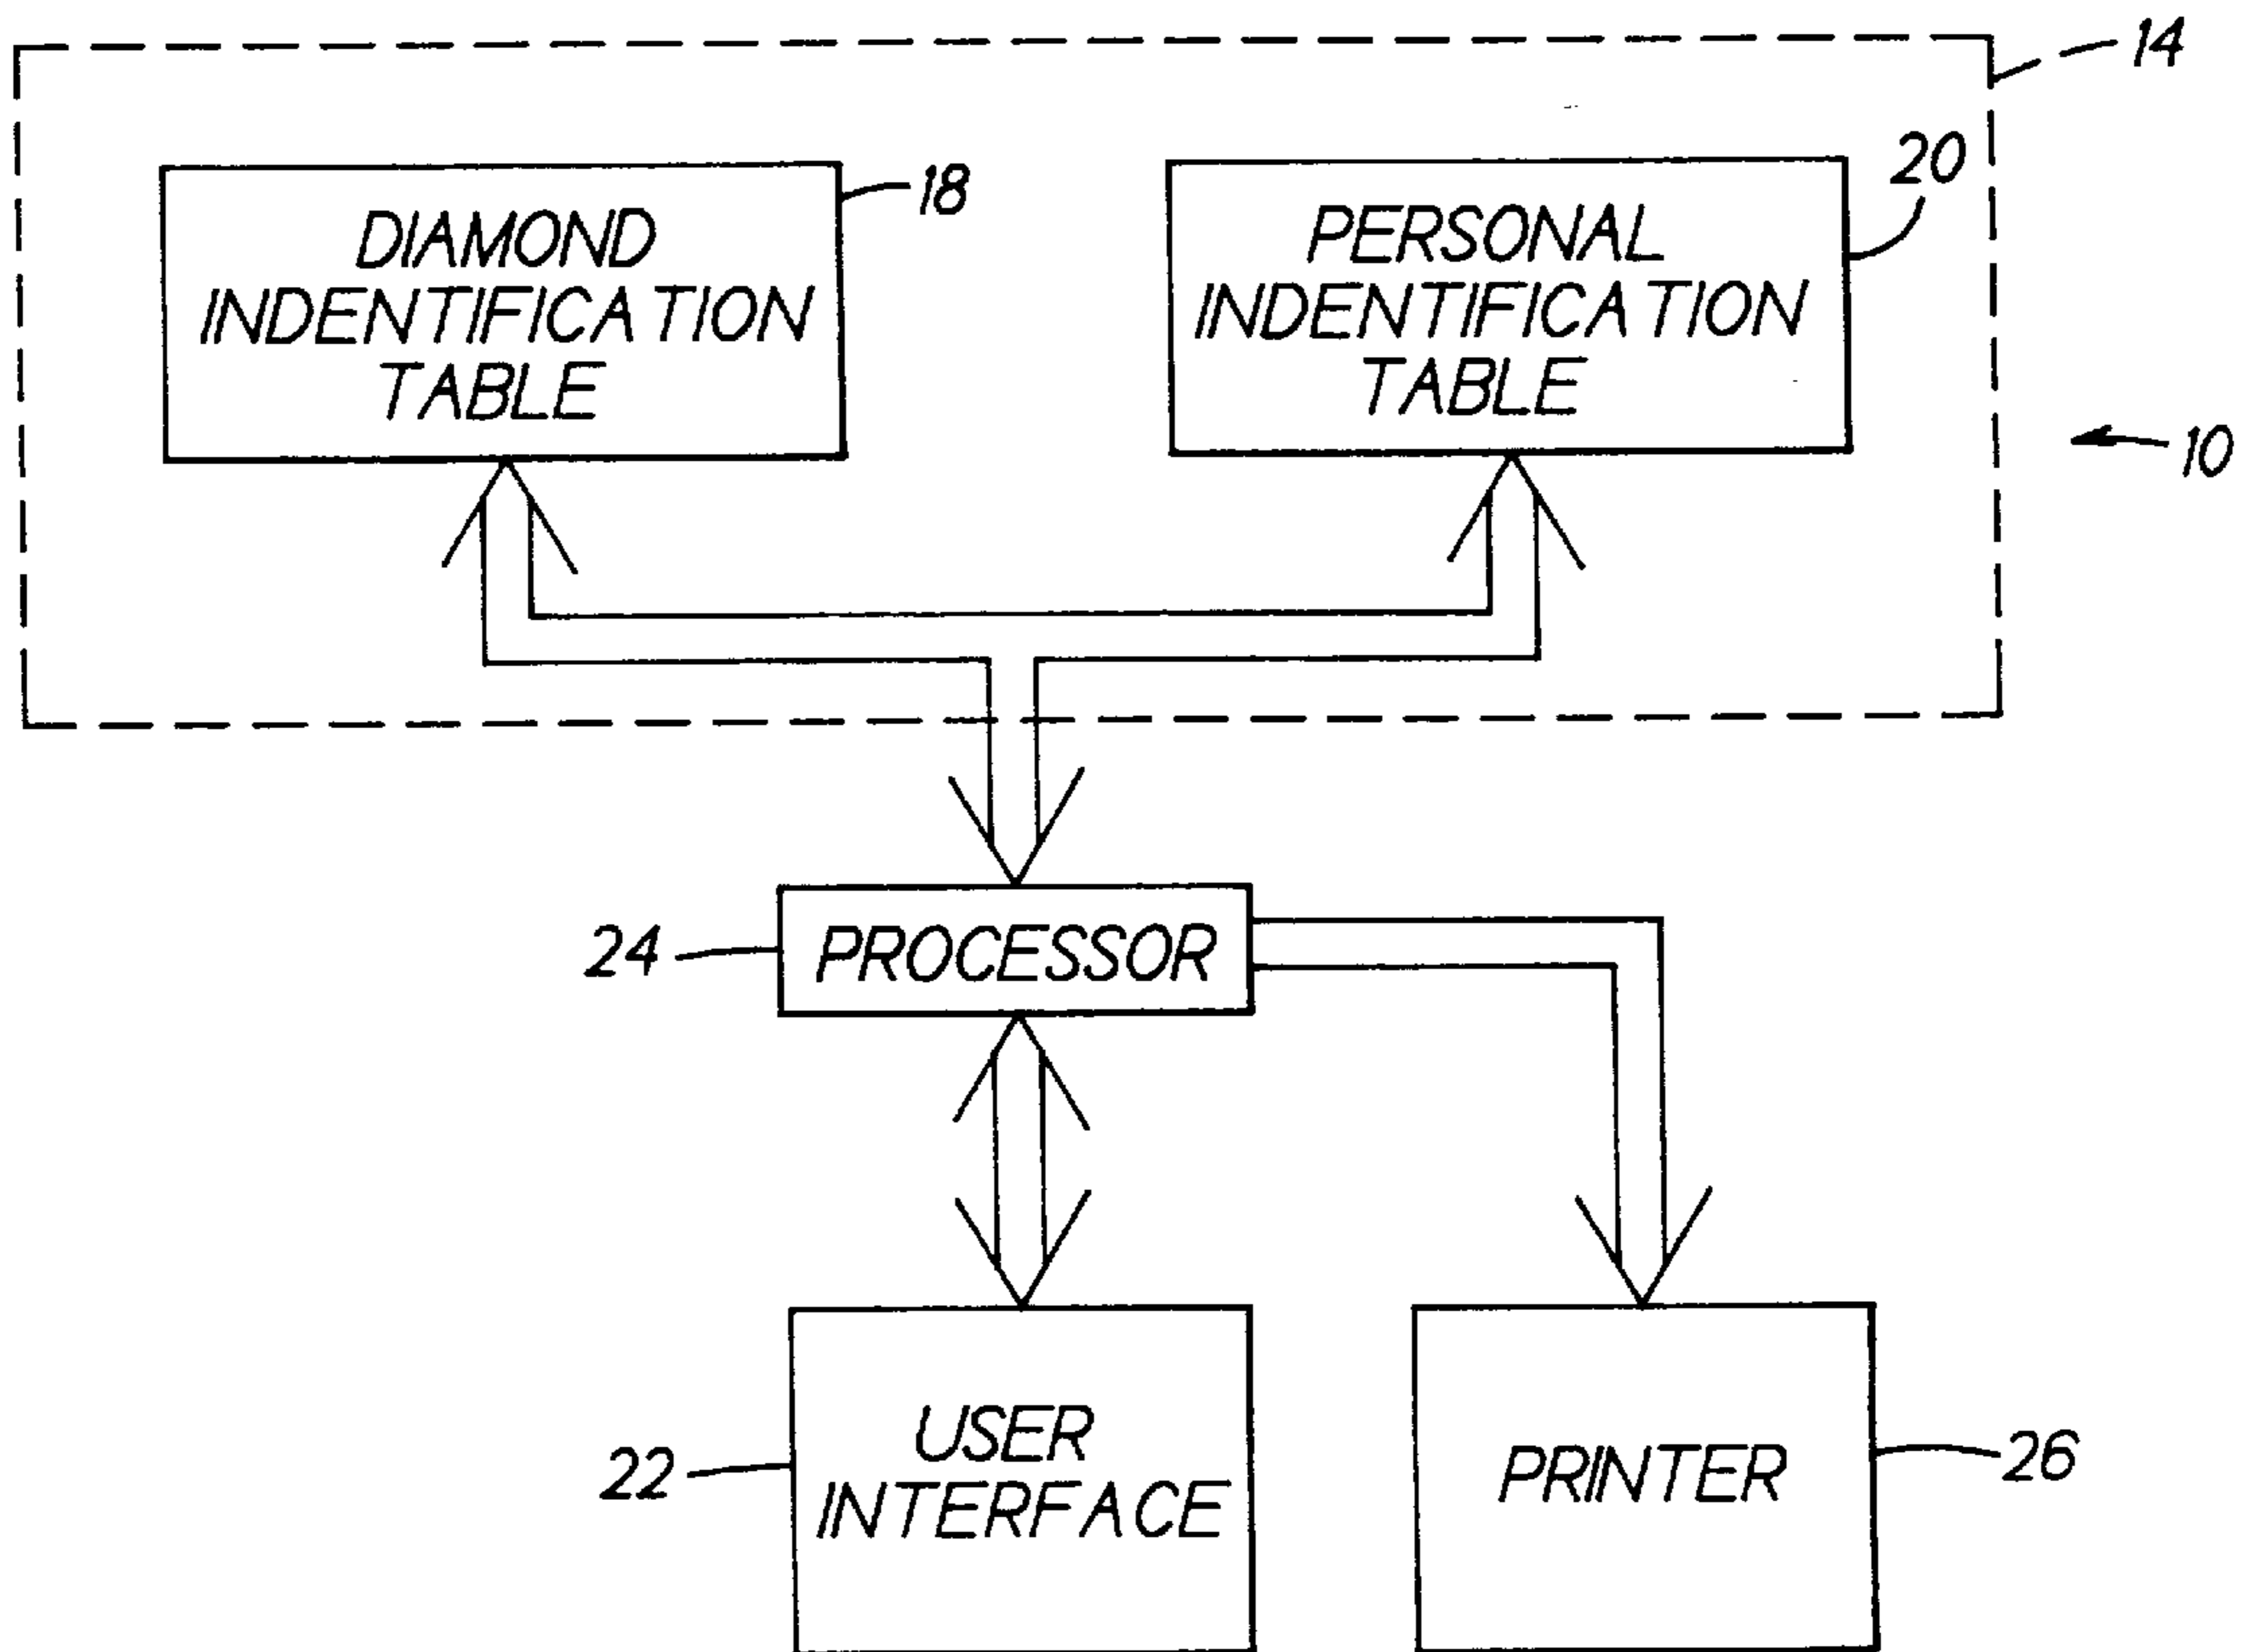 14
18
20
DIAMOND
INDENTIFICATION
TABLE
PERSONAL
INDENTIFICATION
TABLE
10
24
PROCESSOR
22
USER
INTERFACE
PRINTER
26